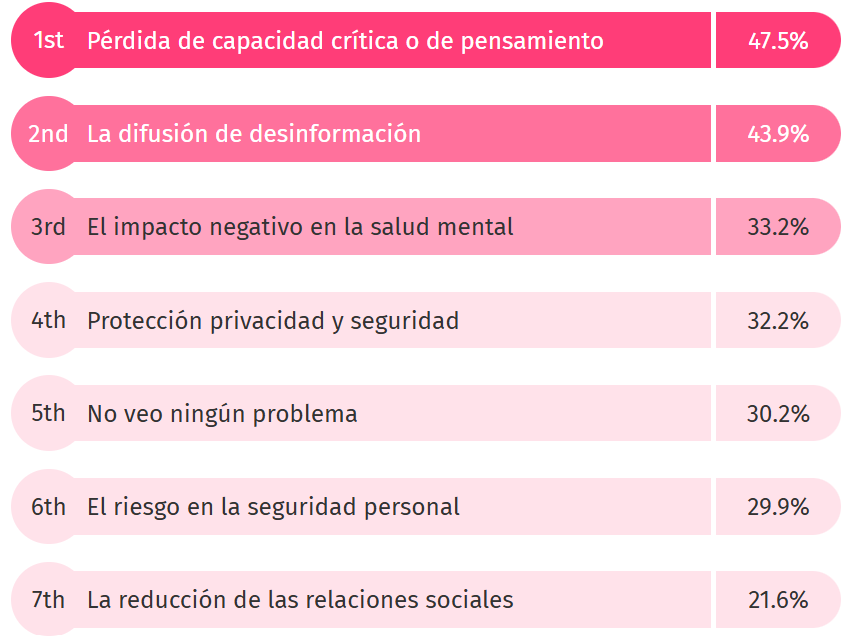 1st Pérdida de capacidad crítica o de pensamiento 47.5%
2nd La difusión de desinformación 43.9%
3rd El impacto negativo en la salud mental 33.2%
4th Protección privacidad y seguridad 32.2%
5th No veo ningún problema 30.2%
6th El riesgo en la seguridad personal 29.9%
7th La reducción de las relaciones sociales 21.6%